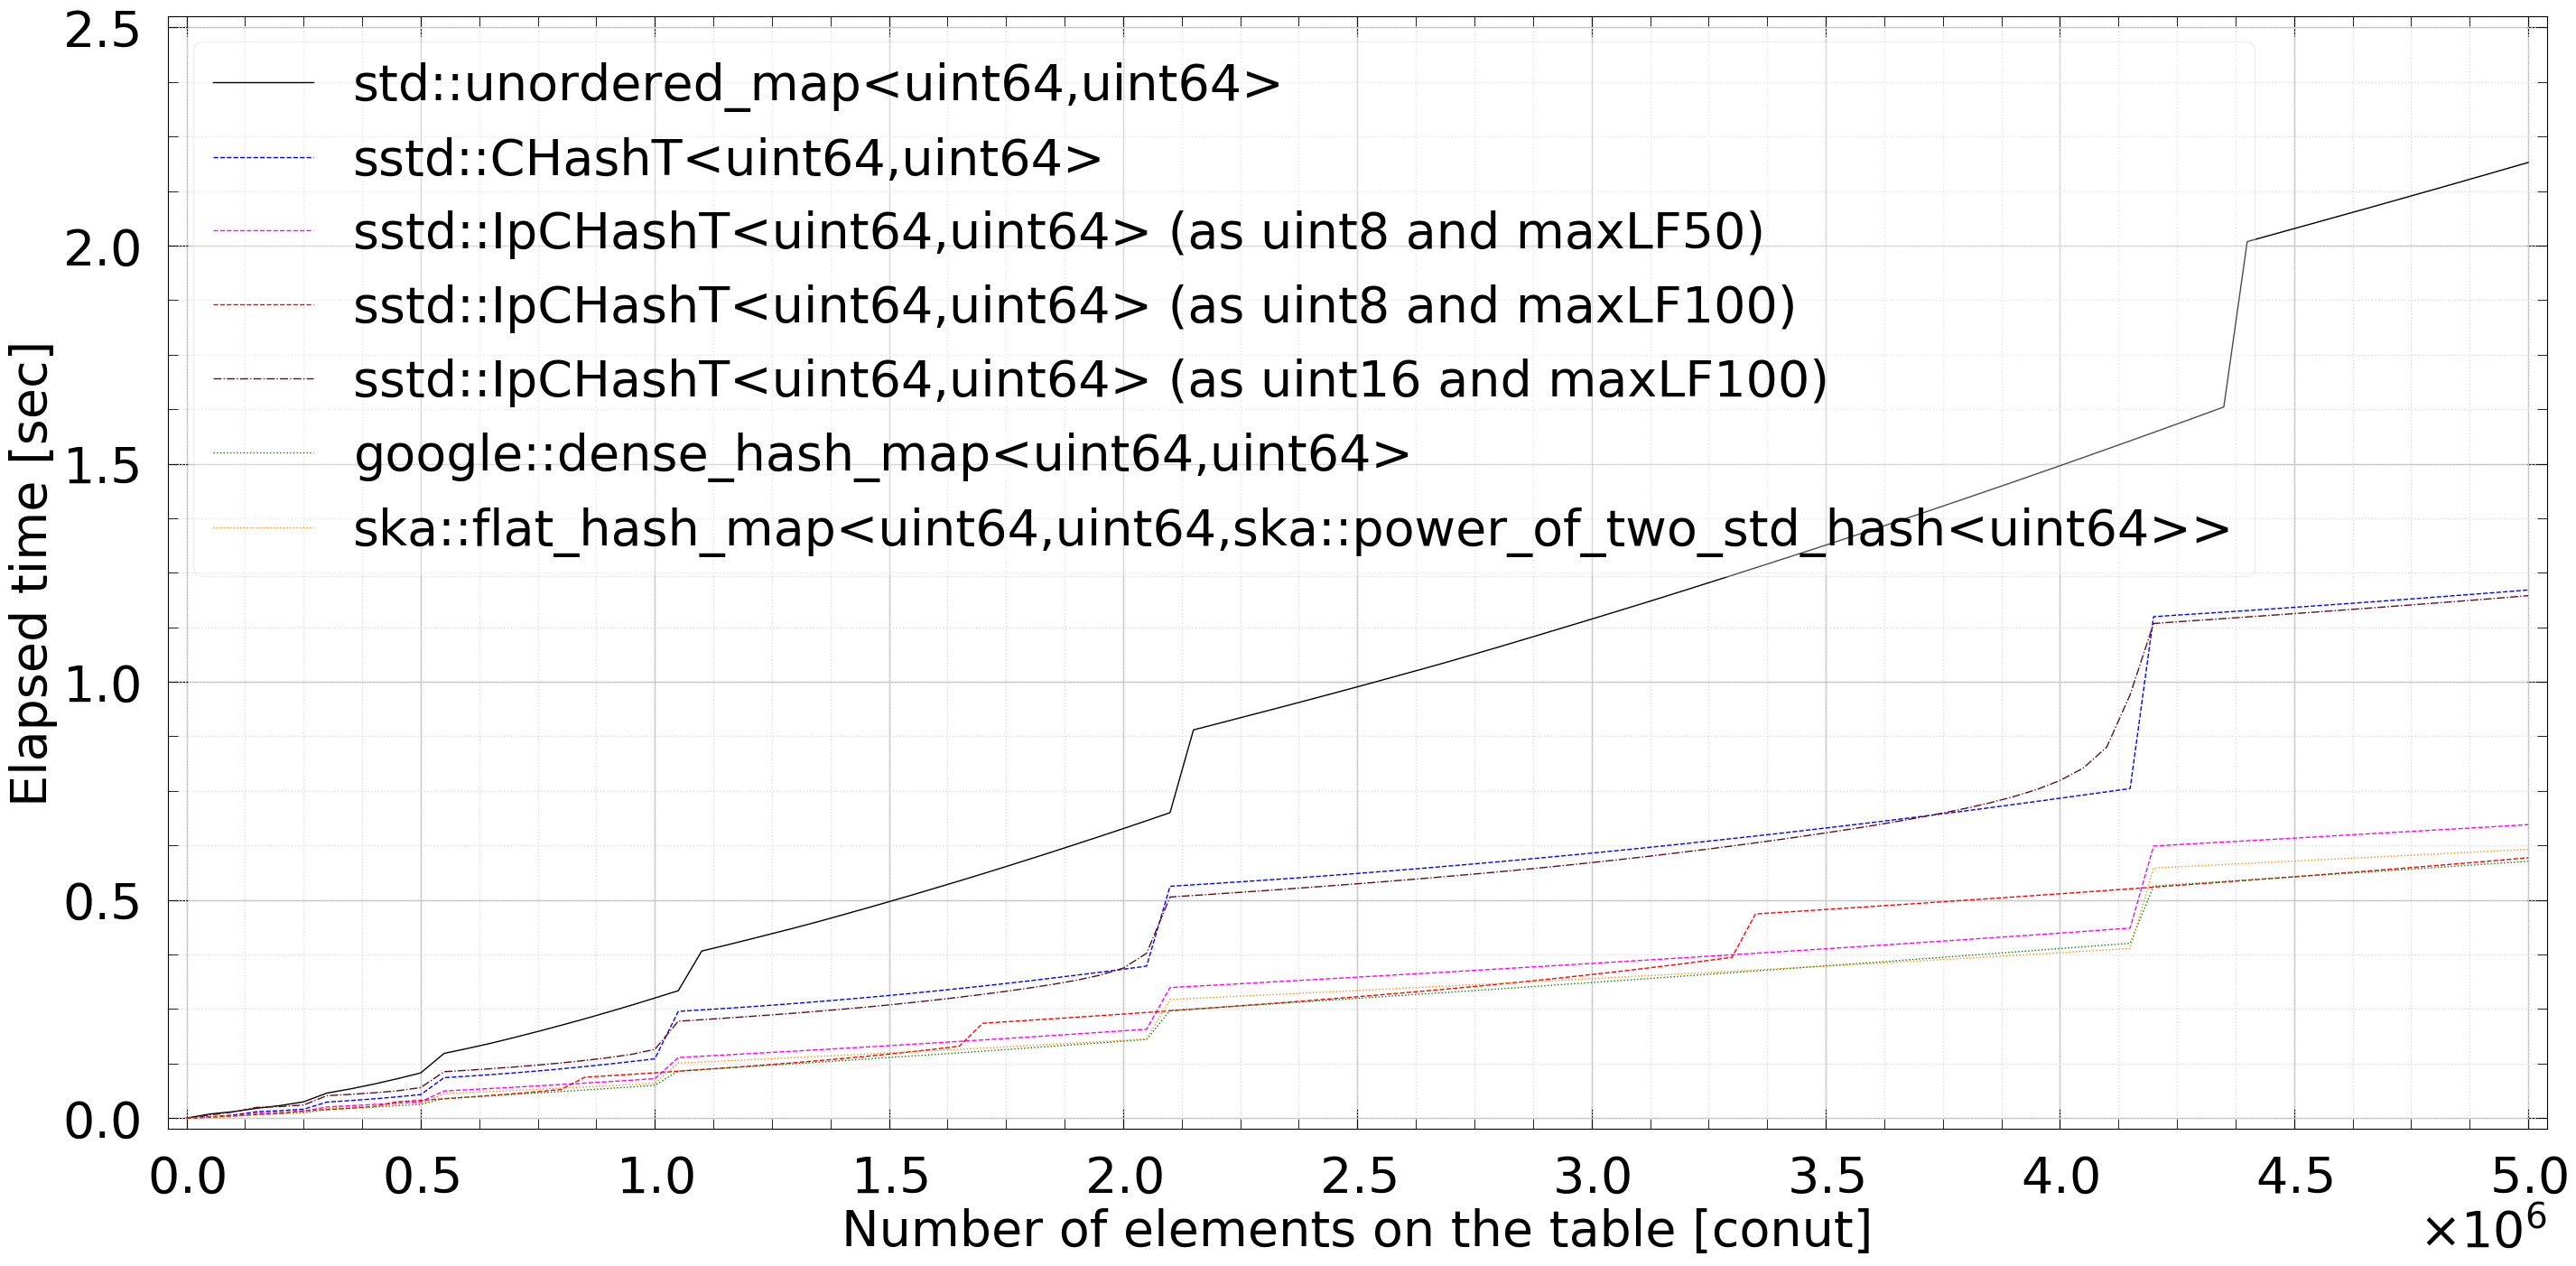 2.5
2.0
1.5
1.0
0.5
0.0
Elapsed time [sec]
std::unordered_map<uint64,uint64>
sstd::CHashT<uint64,uint64>
sstd::IpCHashT<uint64,uint64> (as uint8 and maxLF50)
sstd::IpCHashT<uint64,uint64> (as uint8 and maxLF100)
sstd::IpCHashT<uint64,uint64> (as uint16 and maxLF100)
google::dense_hash_map<uint64,uint64>
ska::flat_hash_map<uint64,uint64,ska::power_of_two_std_hash<uint64>>
0.0 0.5 1.0 1.5 2.0 2.5 3.0 3.5 4.0 4.5 5.0
Number of elements on the table [conut]
×10⁶